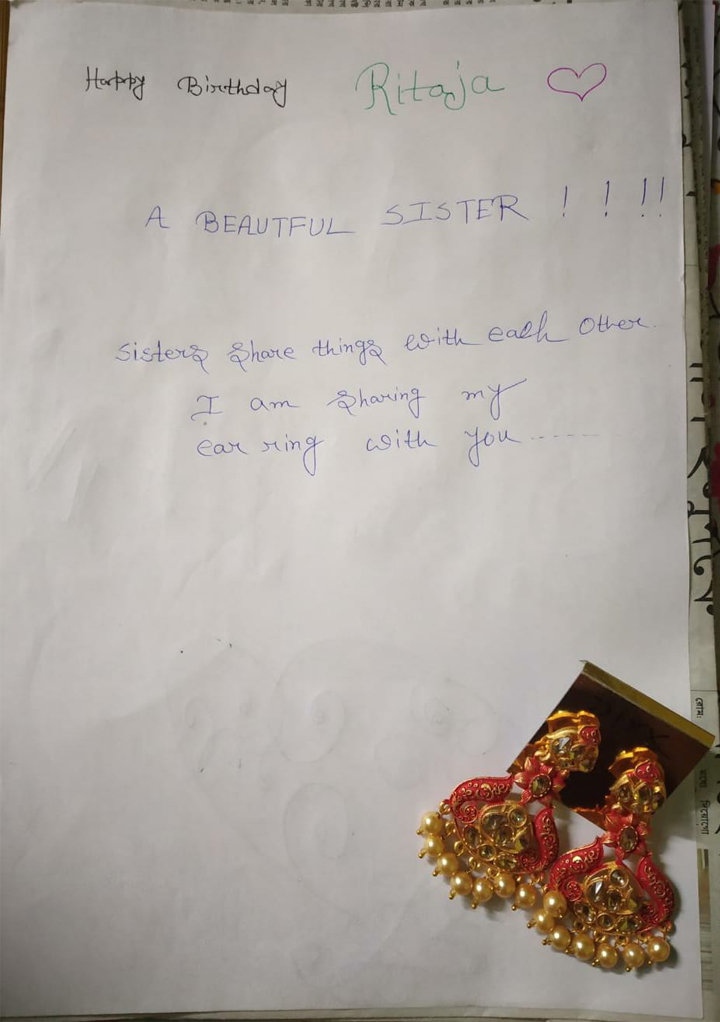 Happy Birthday Ritaja
A BEAUTFUL SISTER ! ! !!
Sisters share things with each other.
I am sharing my
ear ring with you......